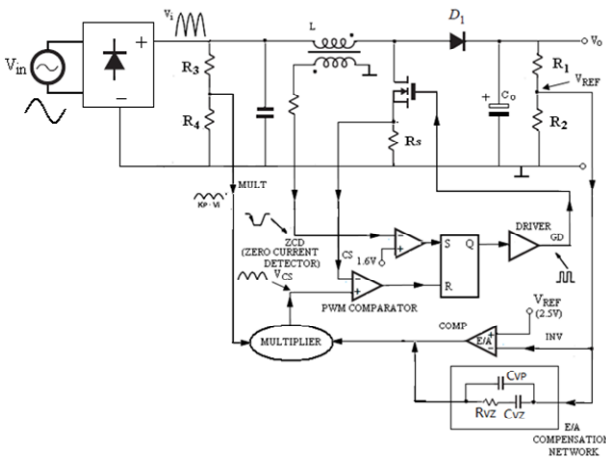 Vi
L
D1
Vo
Vin
+
−
R3
R1
VREF
R4
+
Co
R2
Rs
MULT
KP · Vi
ZCD
(ZERO CURRENT
DETECTOR)
CS
1.6V
−
+
S
Q
R
DRIVER
GD
VCS
−
+
PWM COMPARATOR
VREF
(2.5V)
COMP
E/A
+
−
INV
MULTIPLIER
CVP
RVZ
CVZ
E/A
COMPENSATION
NETWORK